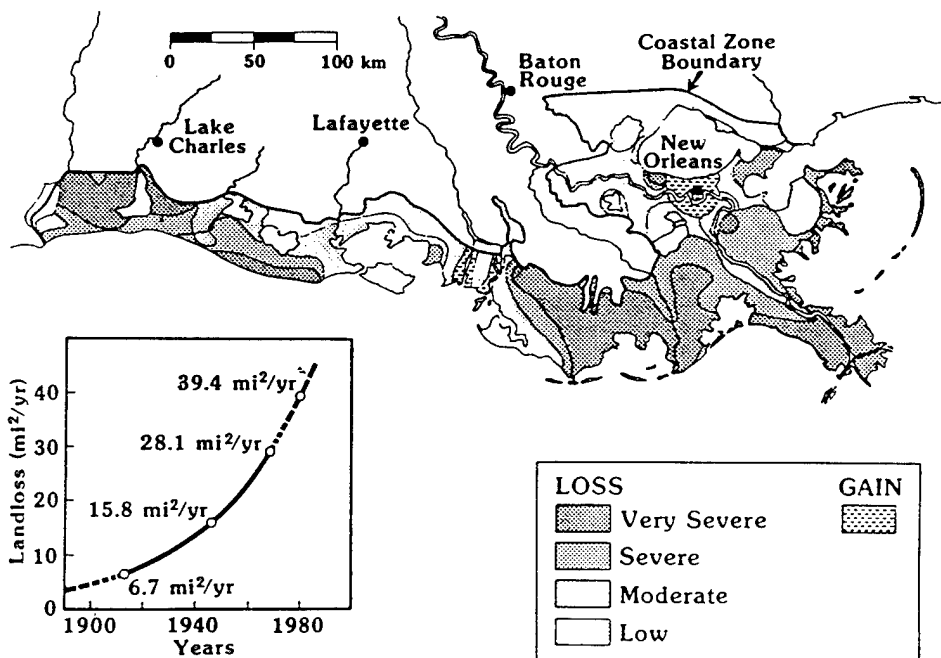 0 50 100 km
Coastal Zone
Boundary
Baton
Rouge
Lake
Charles
Lafayette
New
Orleans
Landloss (mi²/yr)
40
30
20
10
0
39.4 mi²/yr
28.1 mi²/yr
15.8 mi²/yr
6.7 mi²/yr
1900 1940 1980
Years
LOSS GAIN
Very Severe
Severe
Moderate
Low